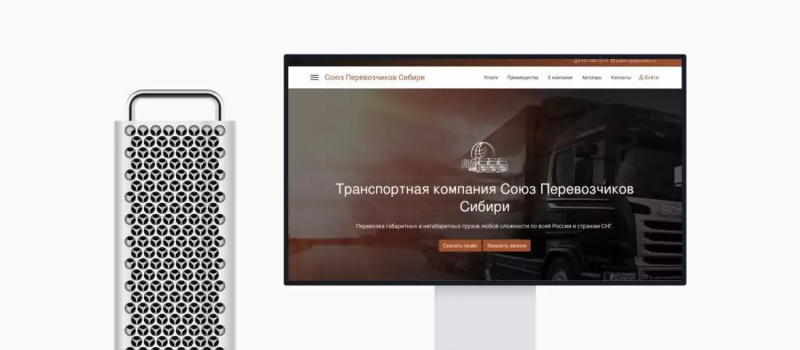 Союз Перевозчиков Сибири
Услуги Преимущества О компании Автопарк Контакты Войти
Транспортная компания Союз Перевозчиков
Сибири
Перевозка габаритных и негабаритных грузов любой сложности по всей России и странам СНГ.
Скачать прайс Заказать звонок